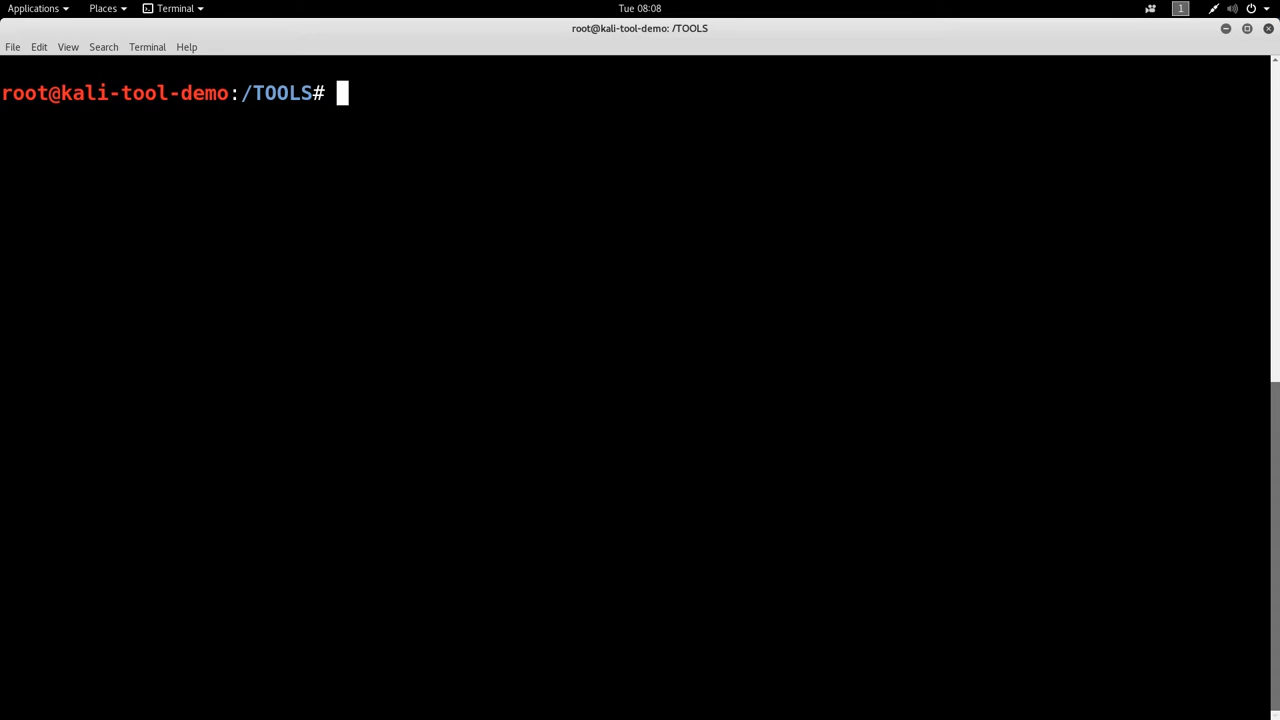 Applications Places Terminal Tue 08:08 1
root@kali-tool-demo: /TOOLS
File Edit View Search Terminal Help
root@kali-tool-demo:/TOOLS#